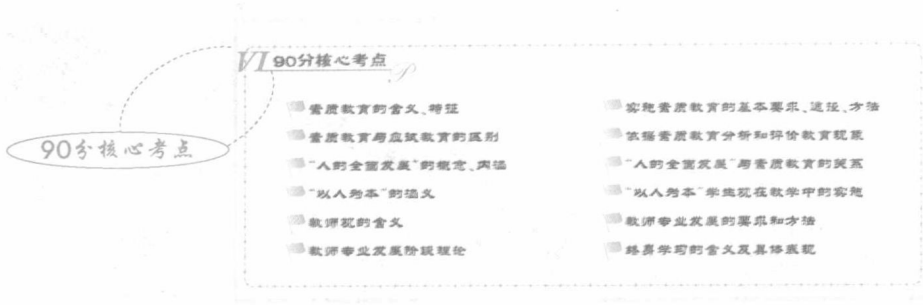 90分核心考点
VI 90分核心考点
素质教育的含义、特征
素质教育与应试教育的区别
"人的全面发展"的概念、内涵
"以人为本"的涵义
教师观的含义
教师专业发展阶段理论
实施素质教育的基本要求、途径、方法
依据素质教育分析和评价教育现象
"人的全面发展"与素质教育的关系
"以人为本"学生观在教学中的实施
教师专业发展的要求和方法
终身学习的含义及具体表现